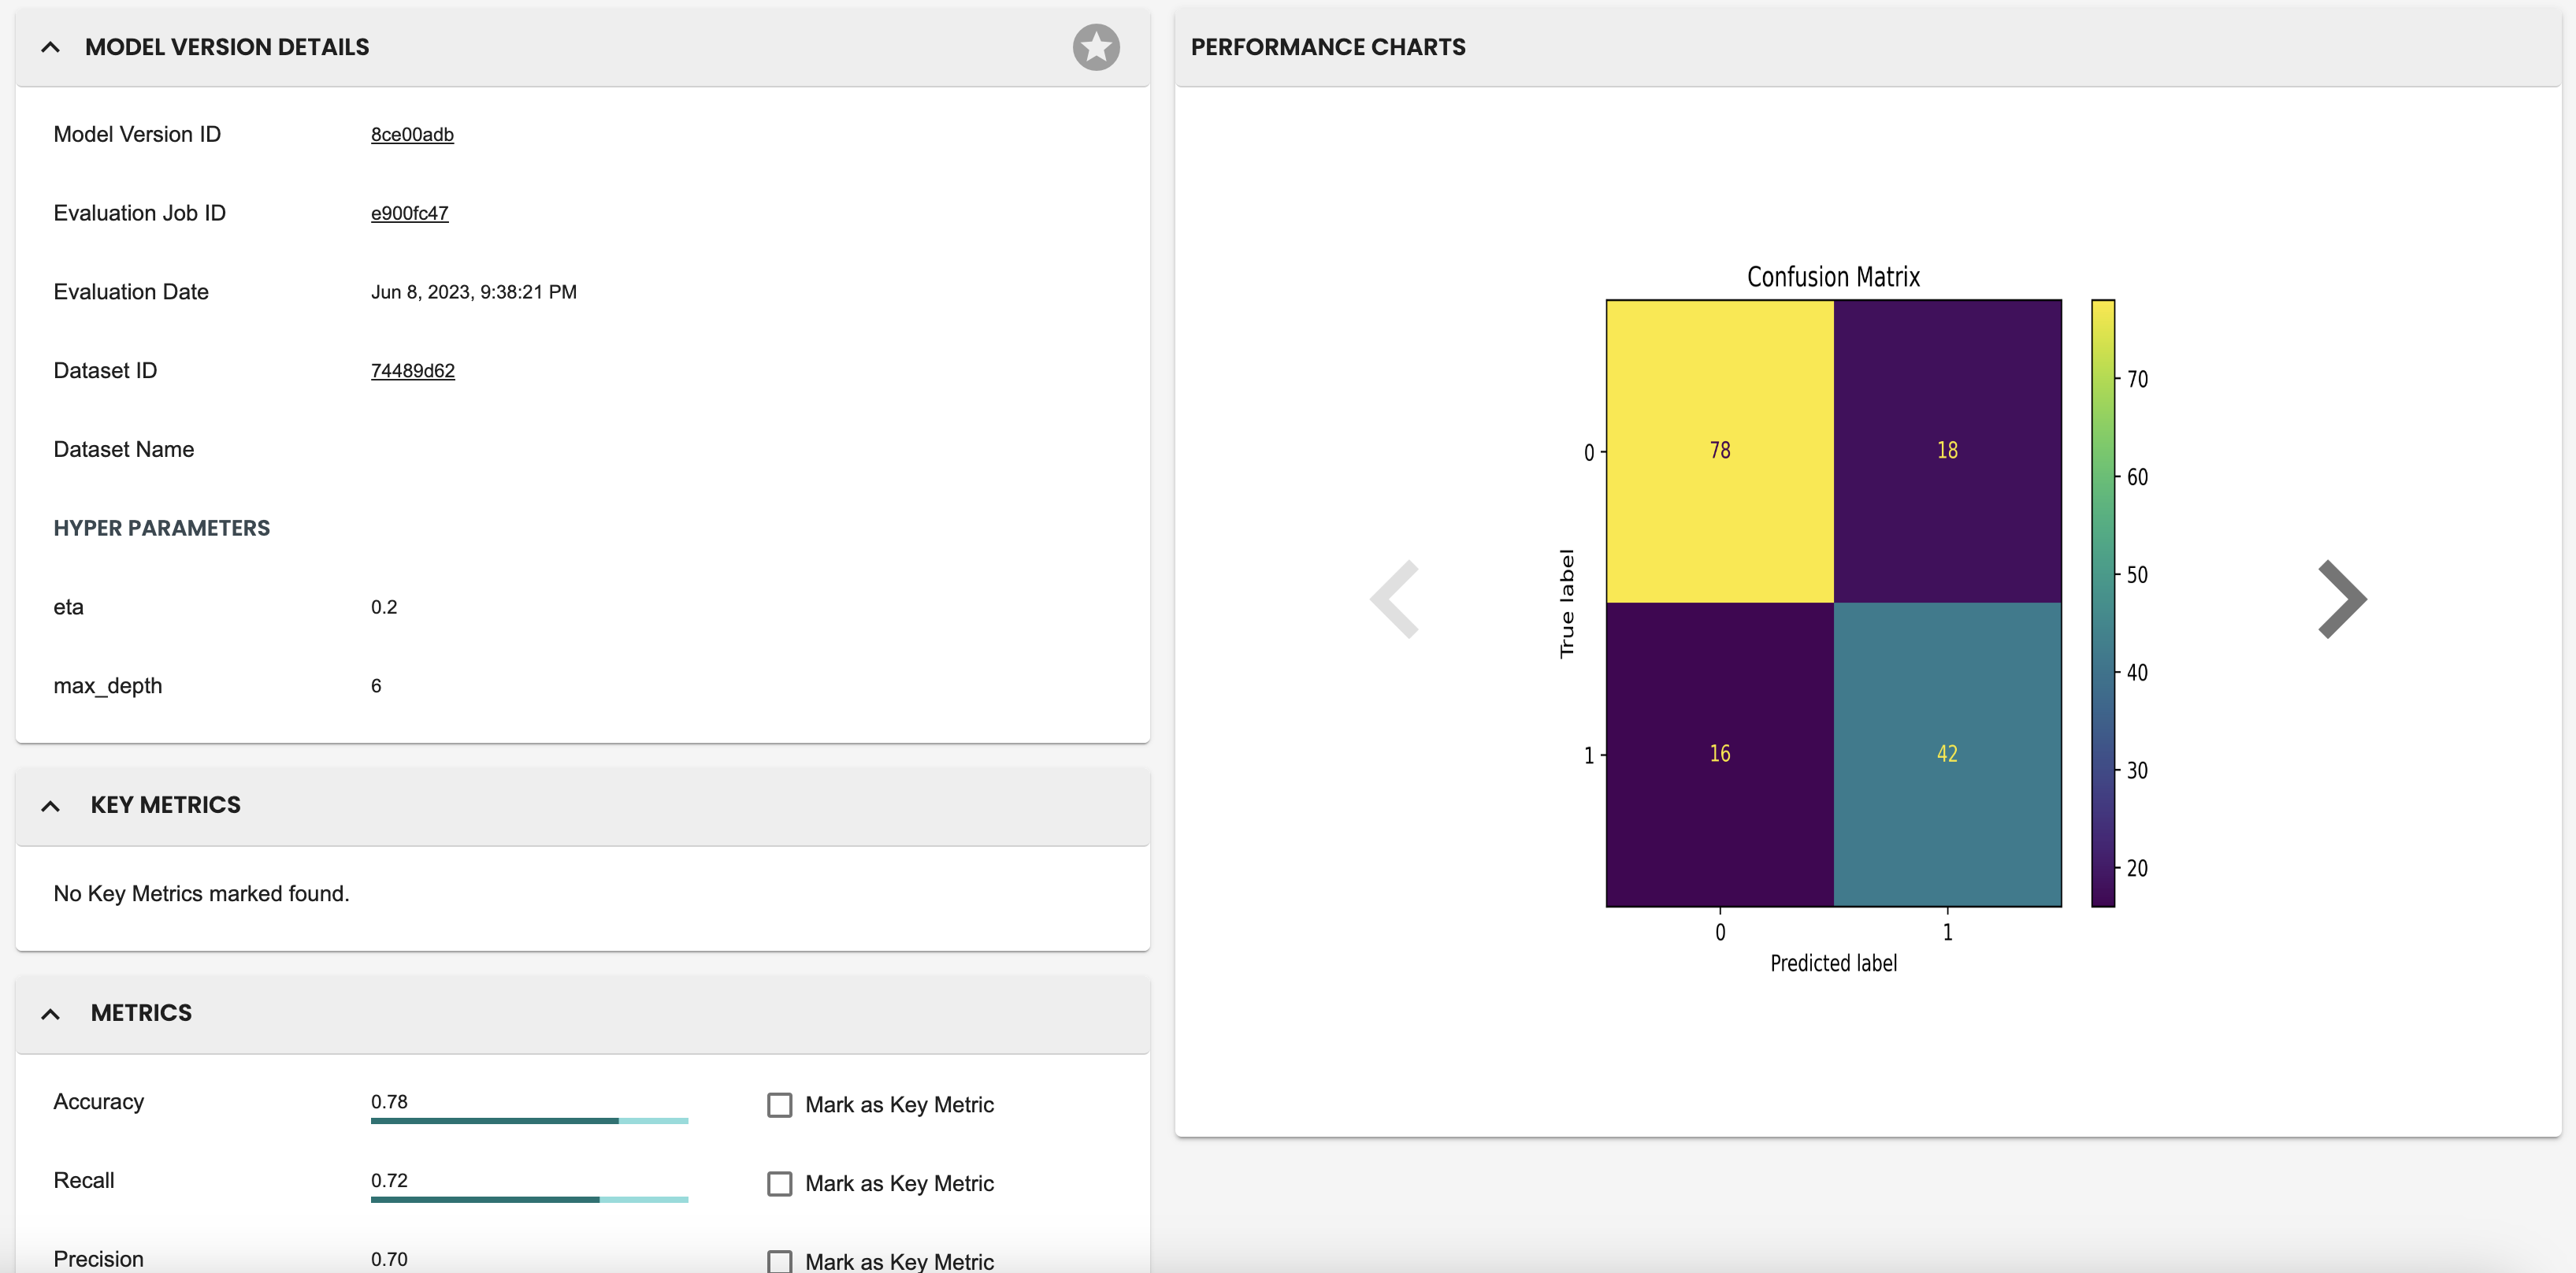 MODEL VERSION DETAILS
Model Version ID 8ce00adb
Evaluation Job ID e900fc47
Evaluation Date Jun 8, 2023, 9:38:21 PM
Dataset ID 74489d62
Dataset Name
HYPER PARAMETERS
eta 0.2
max_depth 6
KEY METRICS
No Key Metrics marked found.
METRICS
Accuracy 0.78 Mark as Key Metric
Recall 0.72 Mark as Key Metric
Precision 0.70 Mark as Key Metric
PERFORMANCE CHARTS
Confusion Matrix
True label
0 78 18
1 16 42
0 1
Predicted label
70
60
50
40
30
20